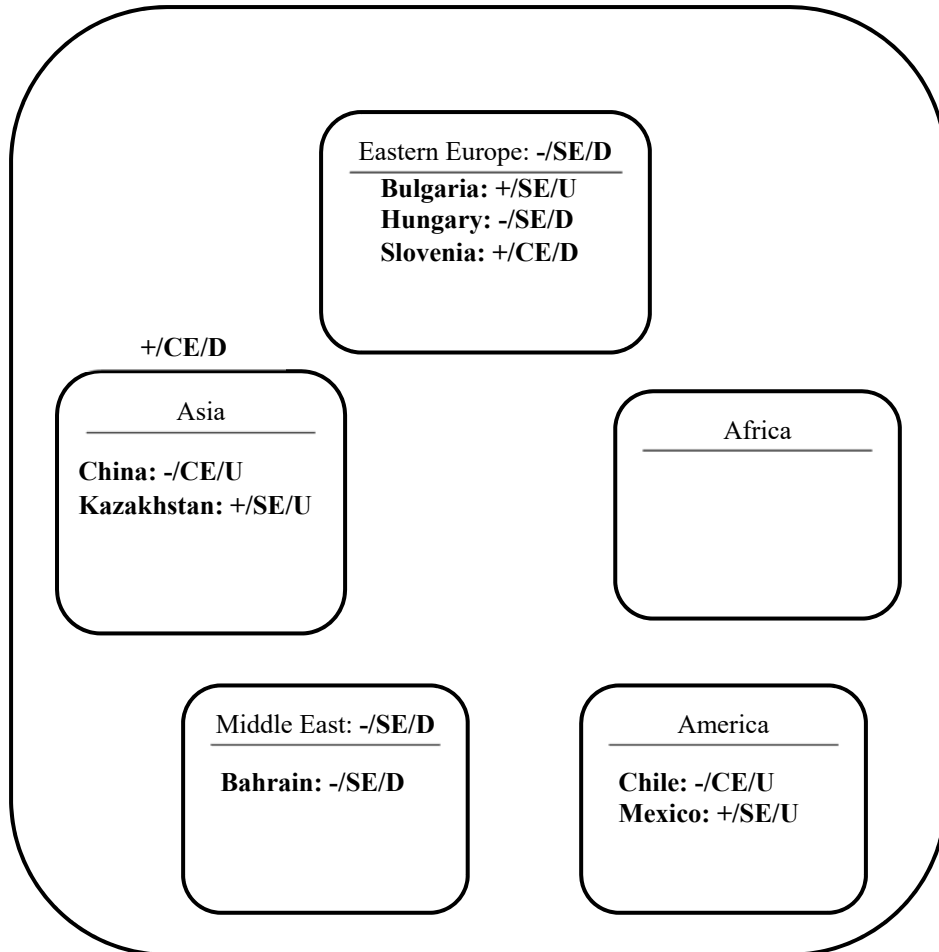 Eastern Europe: -/SE/D
Bulgaria: +/SE/U
Hungary: -/SE/D
Slovenia: +/CE/D
+/CE/D
Asia
China: -/CE/U
Kazakhstan: +/SE/U
Africa
Middle East: -/SE/D
Bahrain: -/SE/D
America
Chile: -/CE/U
Mexico: +/SE/U